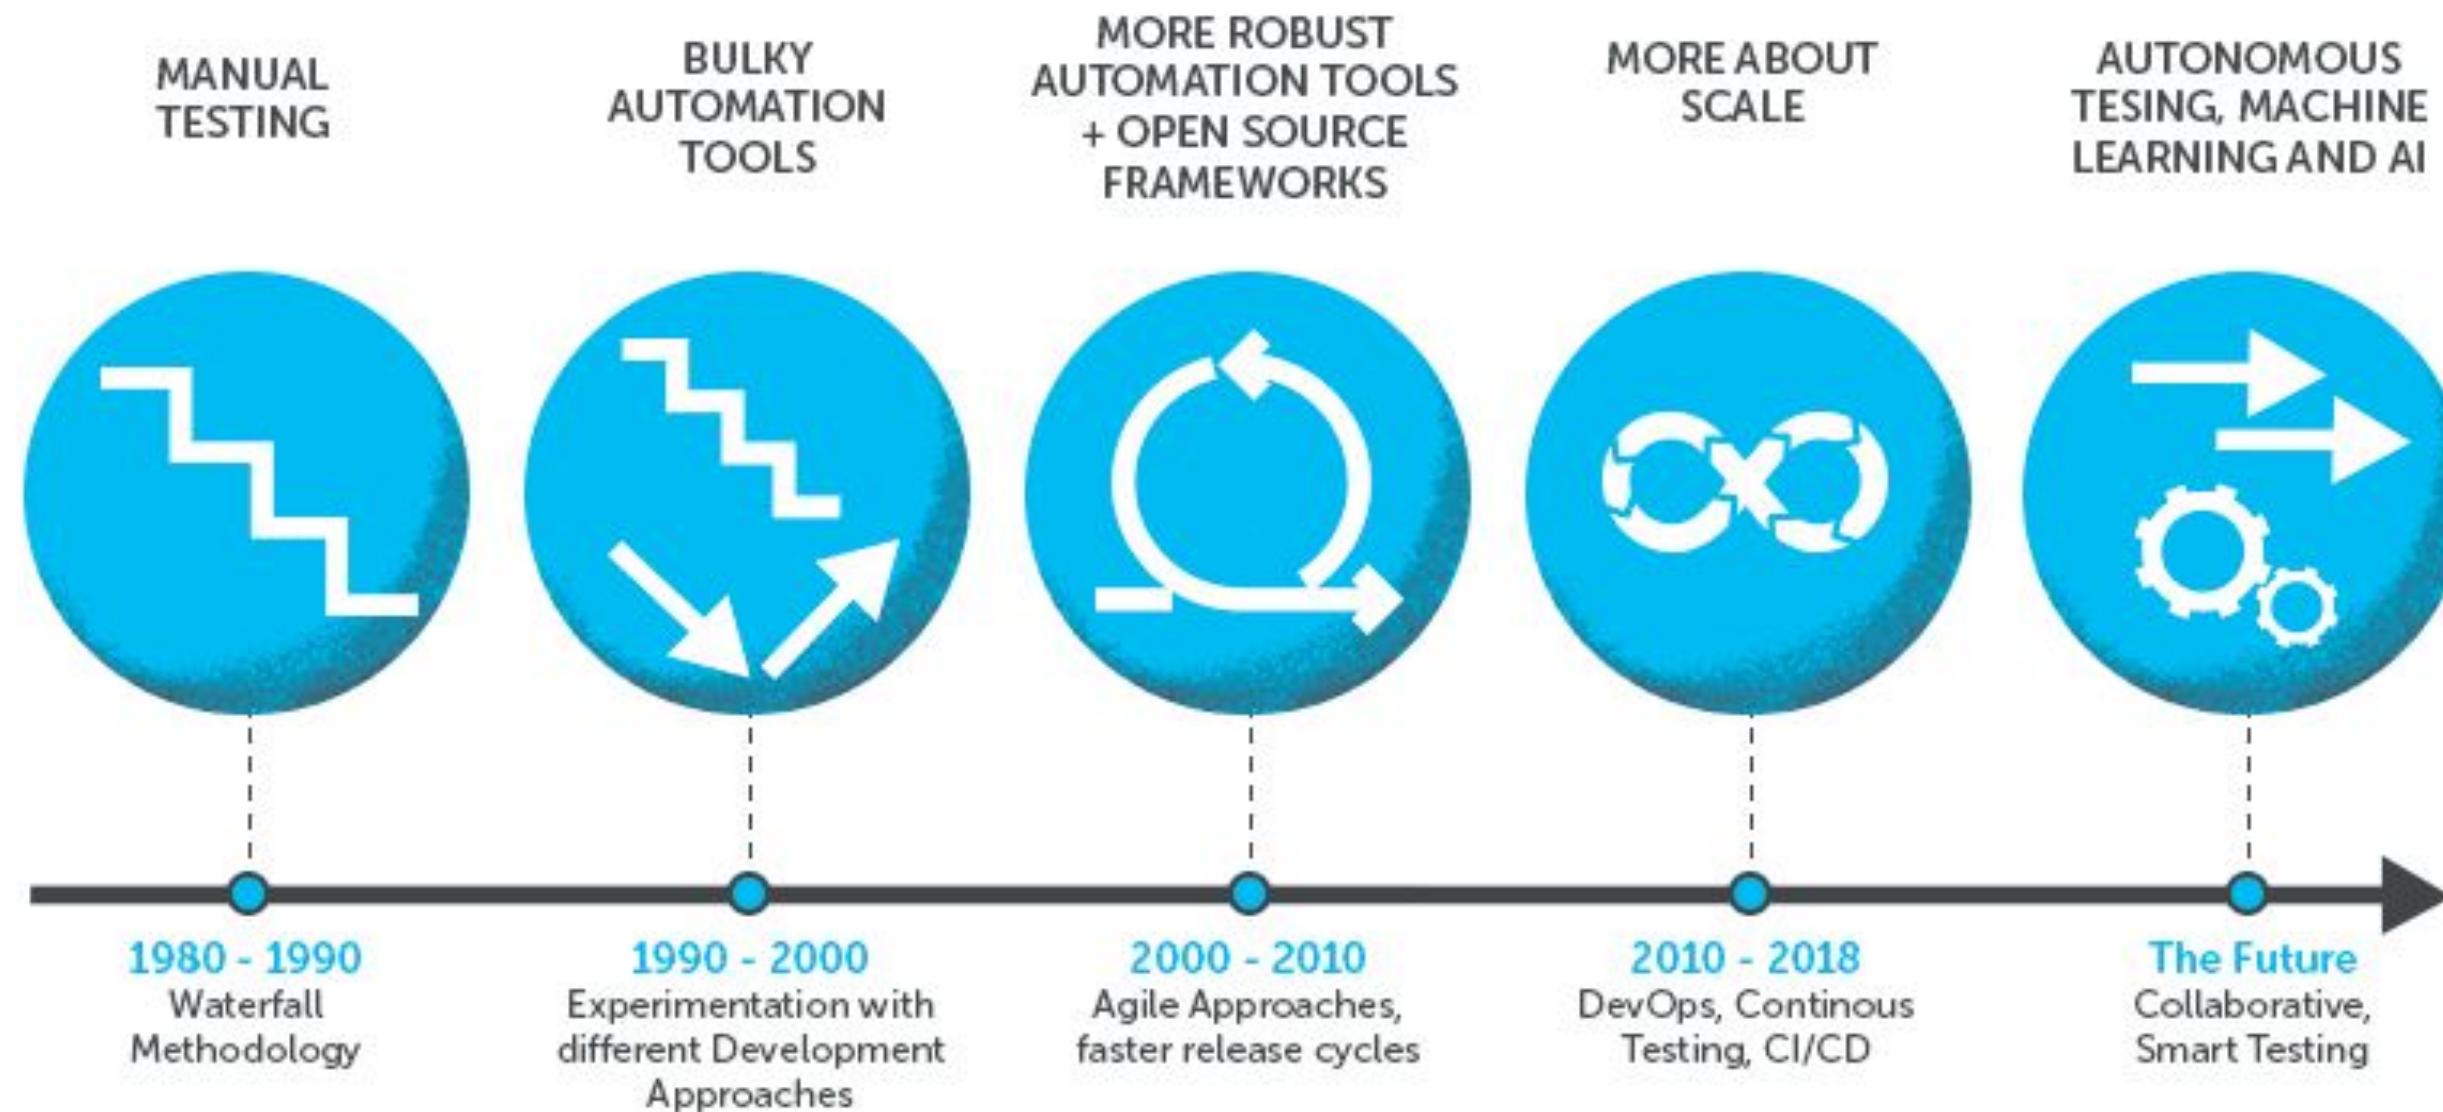 MANUAL
TESTING
BULKY
AUTOMATION
TOOLS
MORE ROBUST
AUTOMATION TOOLS
+ OPEN SOURCE
FRAMEWORKS
MORE ABOUT
SCALE
AUTONOMOUS
TESING, MACHINE
LEARNING AND AI
1980 - 1990
Waterfall
Methodology
1990 - 2000
Experimentation with
different Development
Approaches
2000 - 2010
Agile Approaches,
faster release cycles
2010 - 2018
DevOps, Continous
Testing, CI/CD
The Future
Collaborative,
Smart Testing